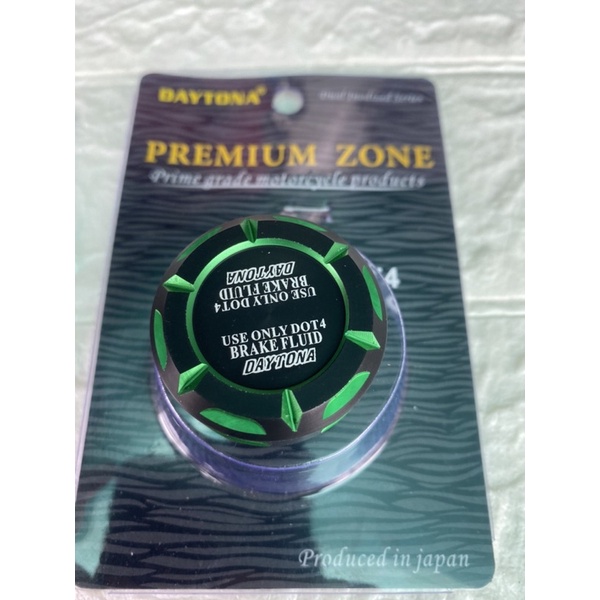 DAYTONA®
PREMIUM ZONE
Prime grade motorcycle products
DAYTONA
BRAKE FLUID
USE ONLY DOT4
USE ONLY DOT4
BRAKE FLUID
DAYTONA
Produced in japan